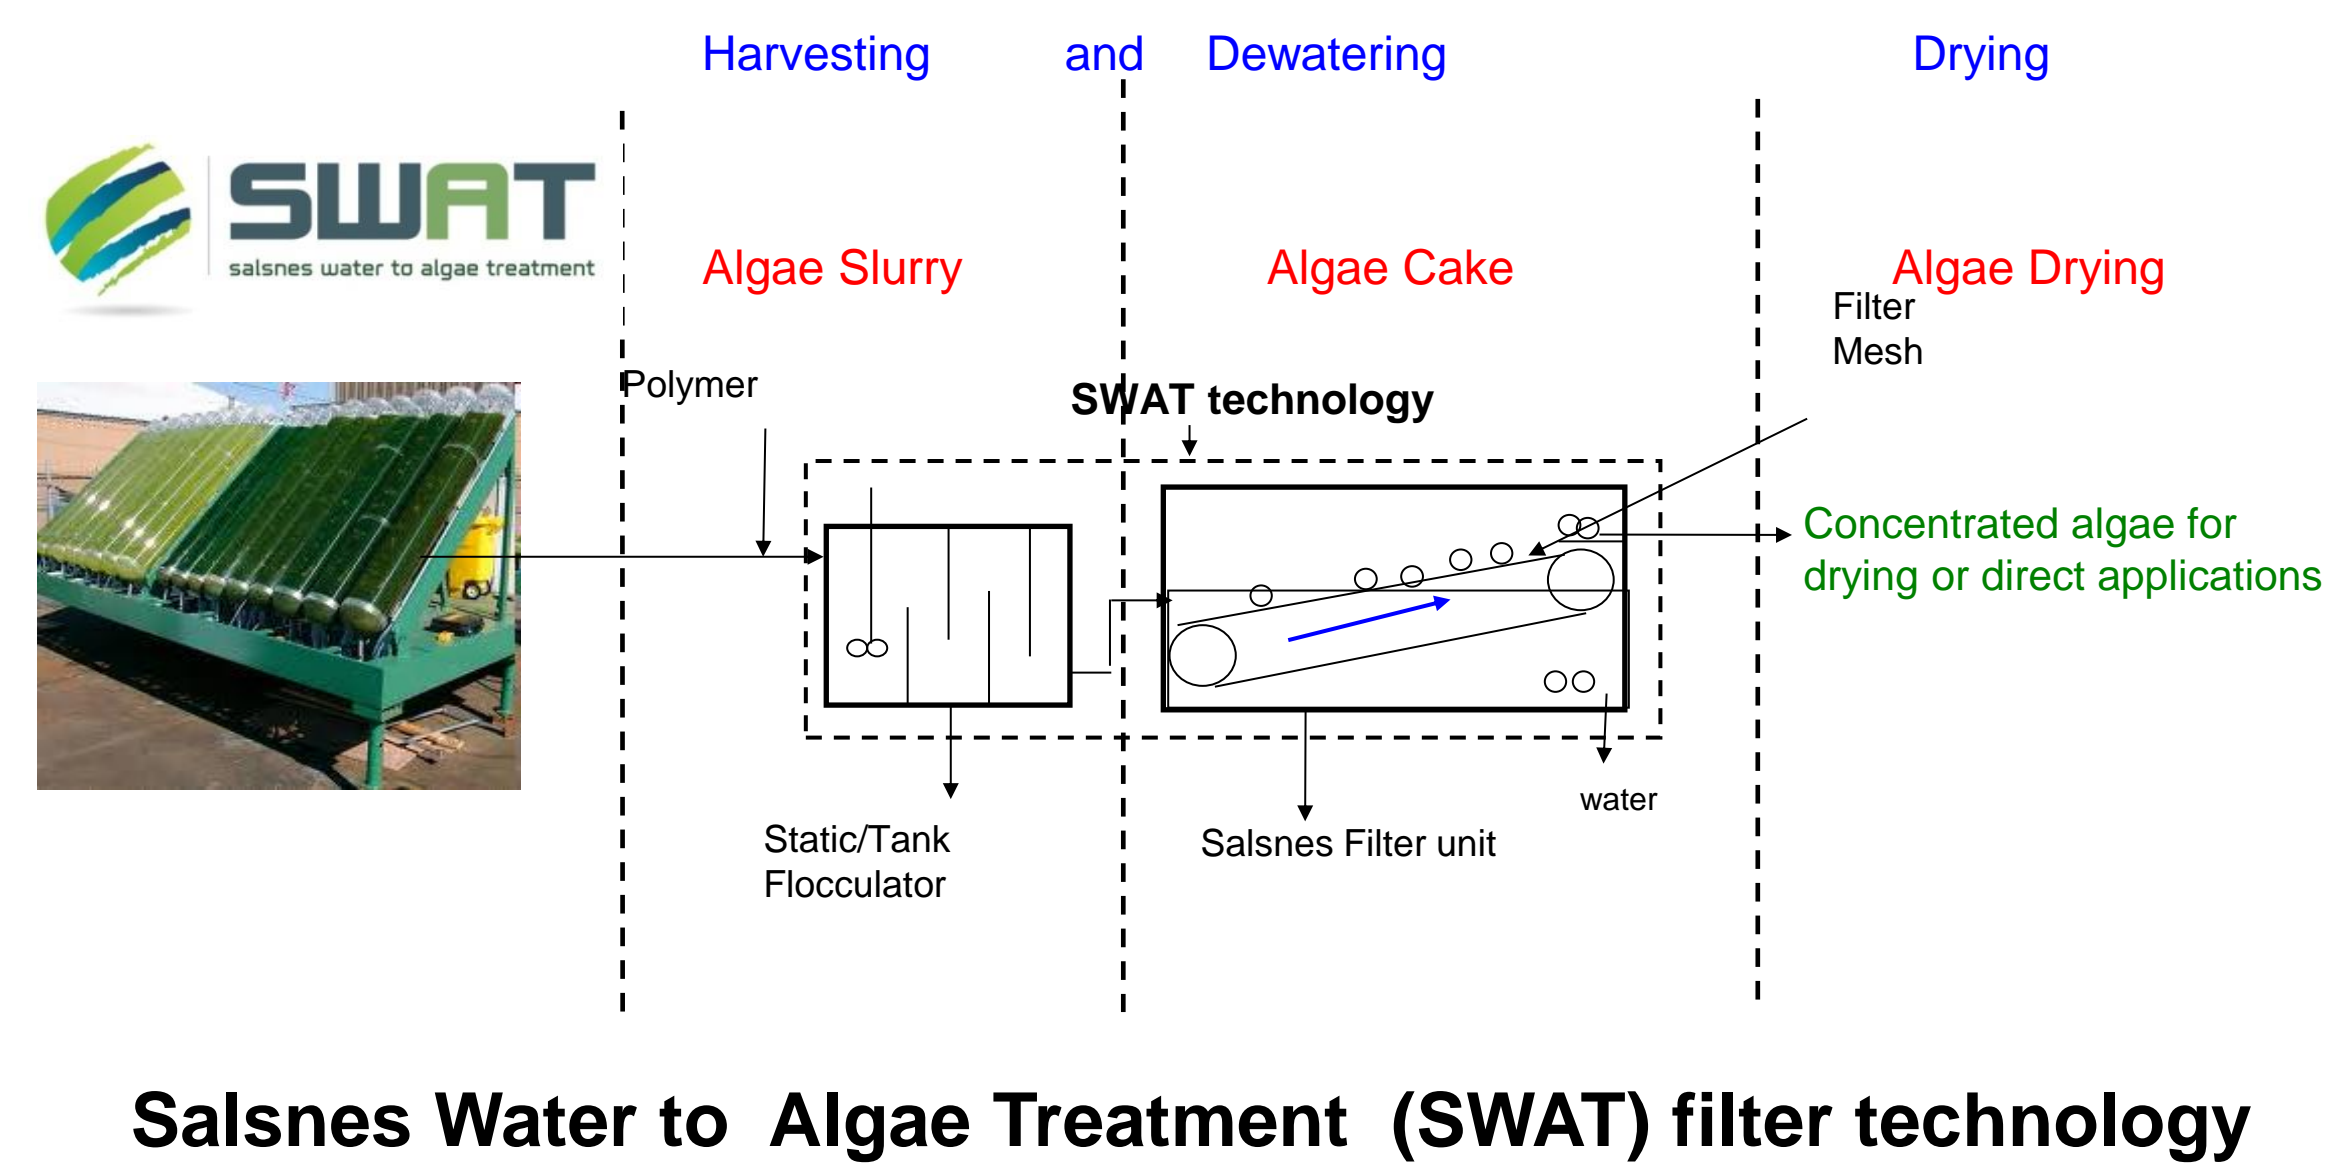 Harvesting and Dewatering Drying
SWAT
salsnes water to algae treatment
Algae Slurry
Algae Cake
Algae Drying
Filter
Mesh
Polymer
SWAT technology
Concentrated algae for
drying or direct applications
water
Static/Tank
Flocculator
Salsnes Filter unit
Salsnes Water to Algae Treatment (SWAT) filter technology